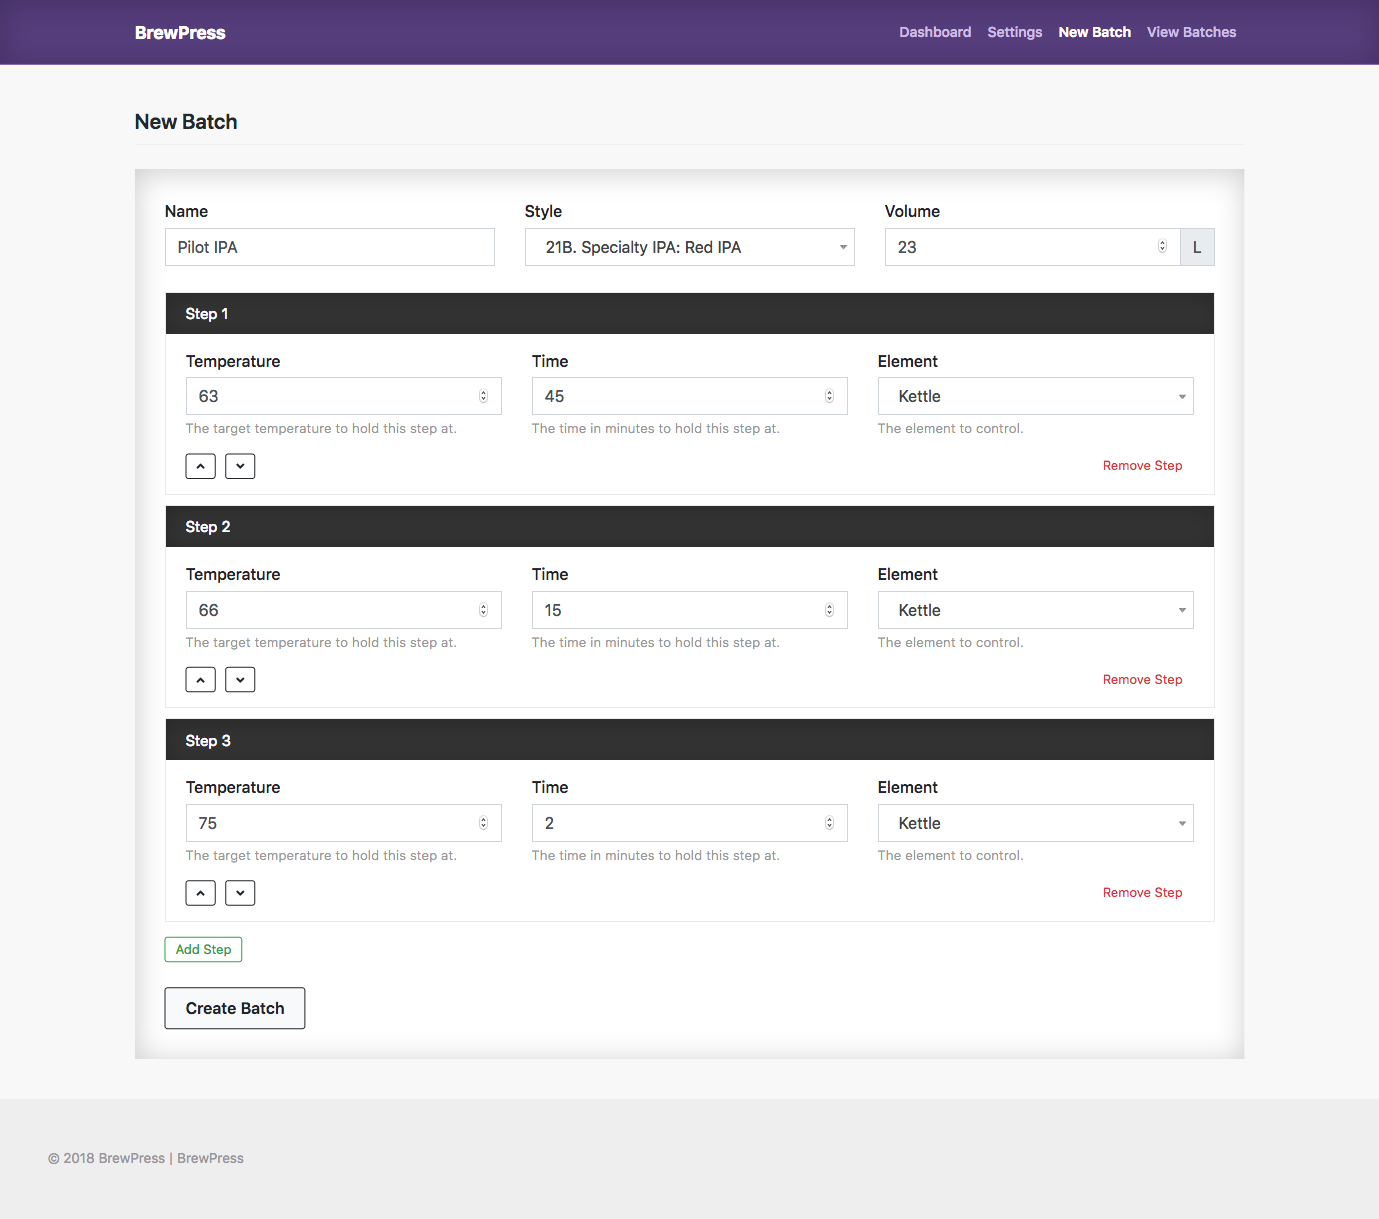 BrewPress
Dashboard Settings New Batch View Batches
New Batch
Name Style Volume
Pilot IPA 21B. Specialty IPA: Red IPA 23 L
Step 1
Temperature Time Element
63 45 Kettle
The target temperature to hold this step at. The time in minutes to hold this step at. The element to control.
Remove Step
Step 2
Temperature Time Element
66 15 Kettle
The target temperature to hold this step at. The time in minutes to hold this step at. The element to control.
Remove Step
Step 3
Temperature Time Element
75 2 Kettle
The target temperature to hold this step at. The time in minutes to hold this step at. The element to control.
Remove Step
Add Step
Create Batch
© 2018 BrewPress | BrewPress